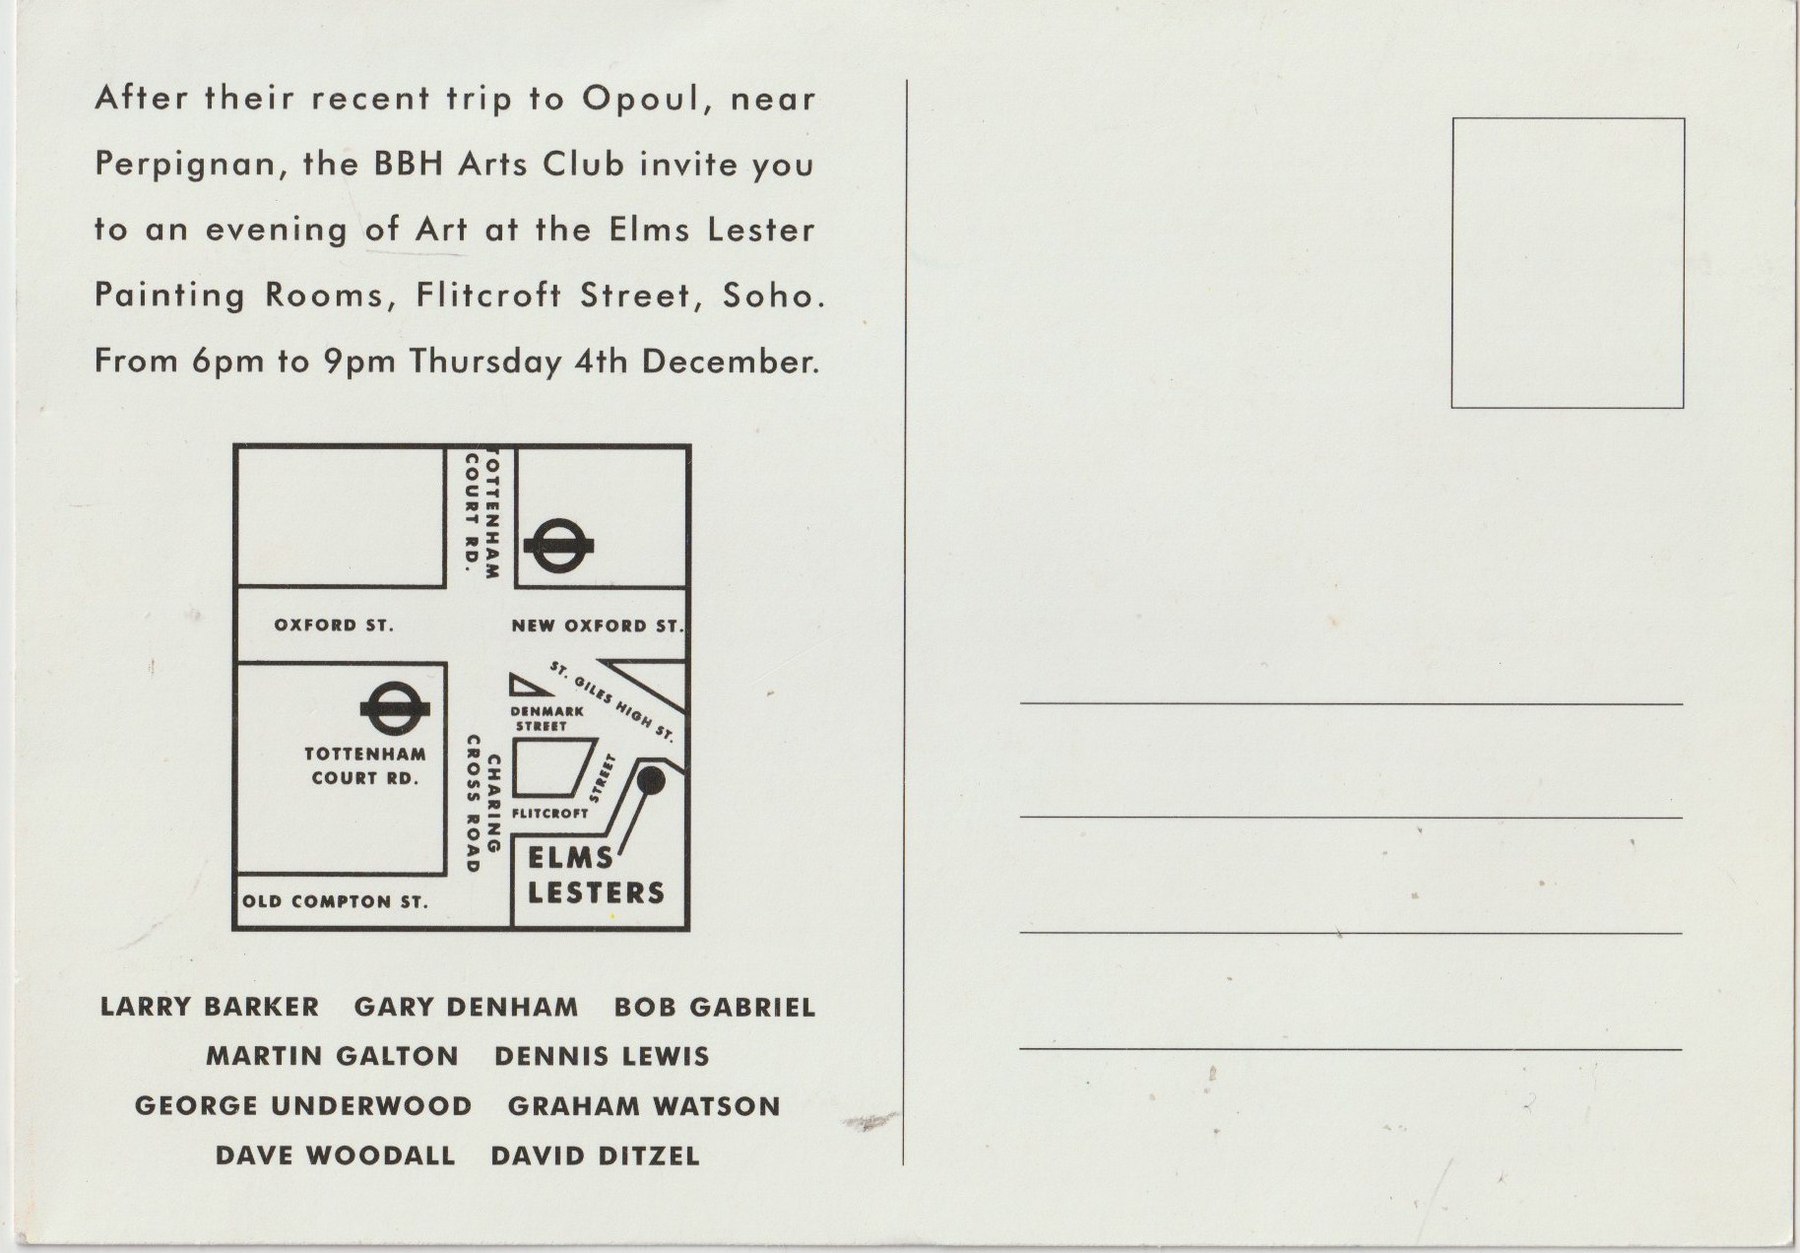 After their recent trip to Opoul, near
Perpignan, the BBH Arts Club invite you
to an evening of Art at the Elms Lester
Painting Rooms, Flitcroft Street, Soho.
From 6pm to 9pm Thursday 4th December.
TOTTENHAM
COURT RD.
OXFORD ST.
NEW OXFORD ST.
ST. GILES HIGH ST.
DENMARK
STREET
TOTTENHAM
COURT RD.
CHARING
CROSS ROAD
FLITCROFT STREET
ELMS
LESTERS
OLD COMPTON ST.
LARRY BARKER GARY DENHAM BOB GABRIEL
MARTIN GALTON DENNIS LEWIS
GEORGE UNDERWOOD GRAHAM WATSON
DAVE WOODALL DAVID DITZEL